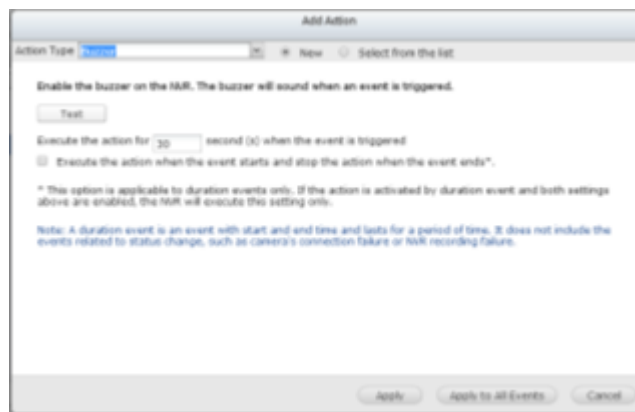 Add Action
Action Type Buzzer New Select from the list
Enable the buzzer on the NVR. The buzzer will sound when an event is triggered.
Test
Execute the action for 30 second (s) when the event is triggered
Execute the action when the event starts and stop the action when the event ends*.
* This option is applicable to duration events only. If the action is activated by duration event and both settings
above are enabled, the NVR will execute this setting only.
Note: A duration event is an event with start and end time and lasts for a period of time. It does not include the
events related to status change, such as camera's connection failure or NVR recording failure.
Apply Apply to All Events Cancel